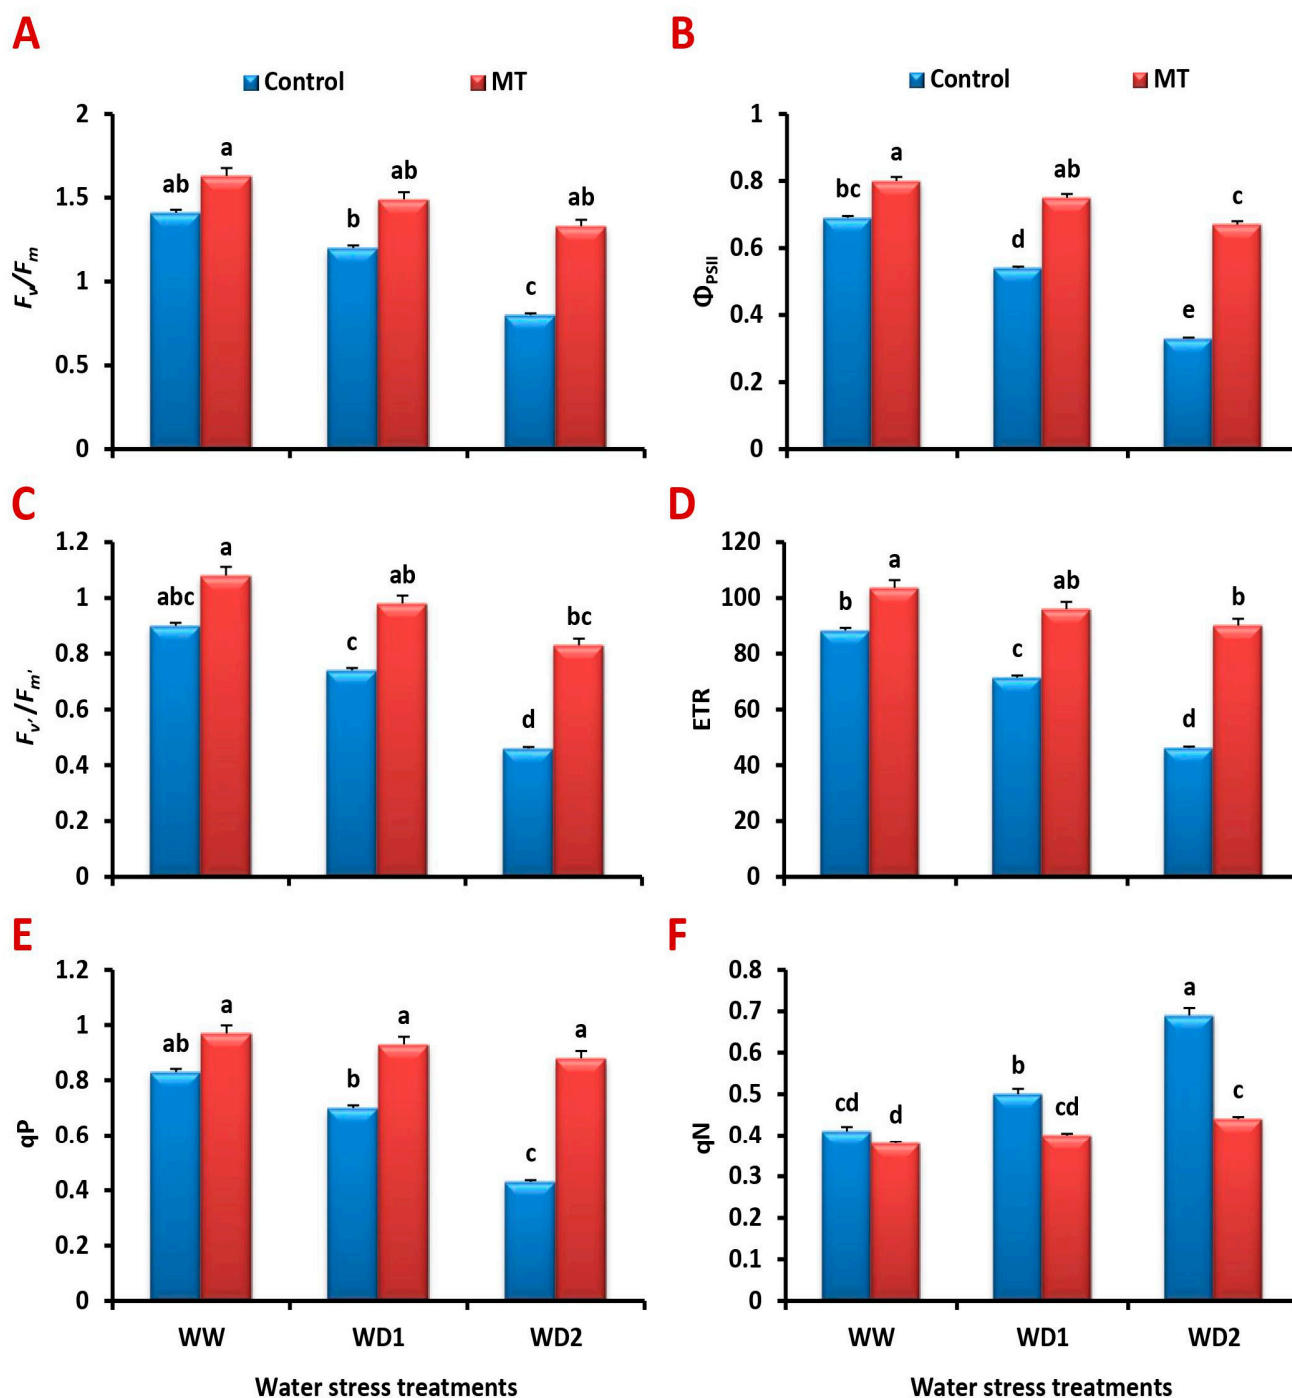 A
Control MT
2
1.5
1
0.5
0
F_v/F_m
ab a b ab c ab
B
Control MT
1
0.8
0.6
0.4
0.2
0
Φ_PSII
bc a d ab e c
C
1.2
1
0.8
0.6
0.4
0.2
0
F_v'/F_m'
abc a c ab d bc
D
120
100
80
60
40
20
0
ETR
b a c ab d b
E
1.2
1
0.8
0.6
0.4
0.2
0
qP
ab a b a c a
WW WD1 WD2
Water stress treatments
F
0.8
0.7
0.6
0.5
0.4
0.3
0.2
0.1
0
qN
cd d b cd a c
WW WD1 WD2
Water stress treatments